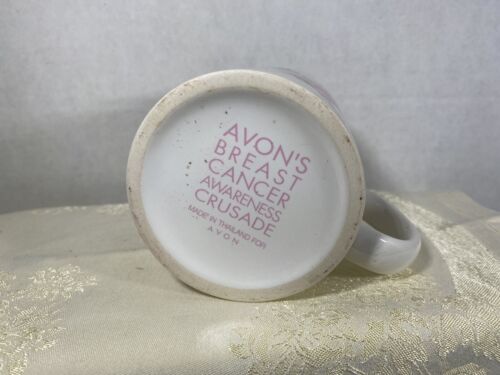 AVON'S
BREAST
CANCER
AWARENESS
CRUSADE
MADE IN THAILAND FOR
AVON